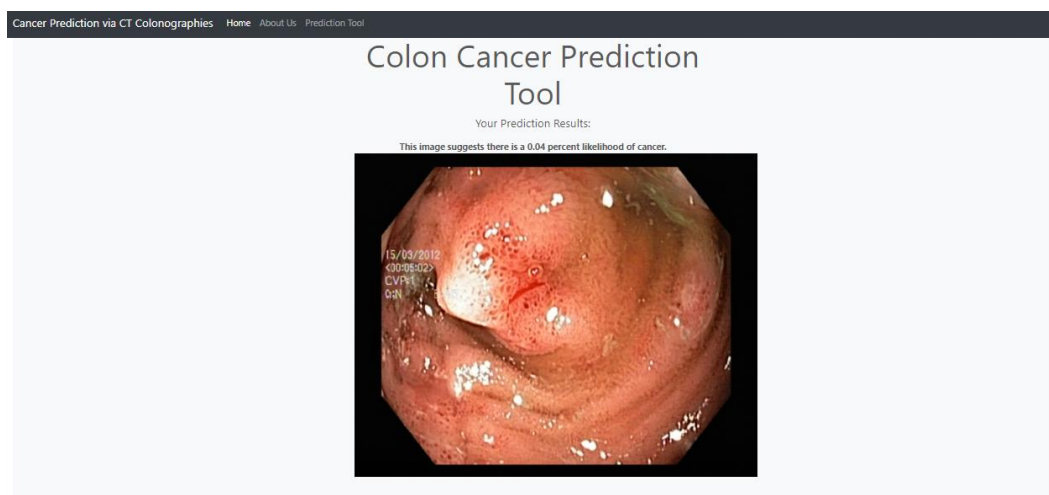 Cancer Prediction via CT Colonographies Home About Us Prediction Tool
Colon Cancer Prediction
Tool
Your Prediction Results:
This image suggests there is a 0.04 percent likelihood of cancer.
15/03/2012
<00:05:02>
CVP:1